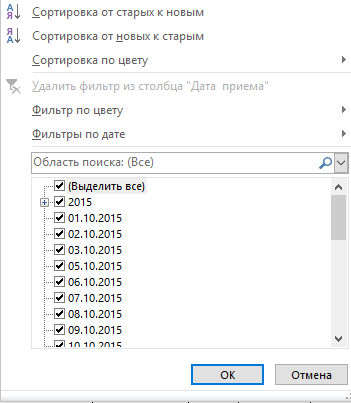 Сортировка от старых к новым
Сортировка от новых к старым
Сортировка по цвету
Удалить фильтр из столбца "Дата  приема"
Фильтр по цвету
Фильтры по дате
Область поиска: (Все)
(Выделить все)
2015
01.10.2015
02.10.2015
03.10.2015
05.10.2015
06.10.2015
07.10.2015
08.10.2015
09.10.2015
10.10.2015
ОК
Отмена